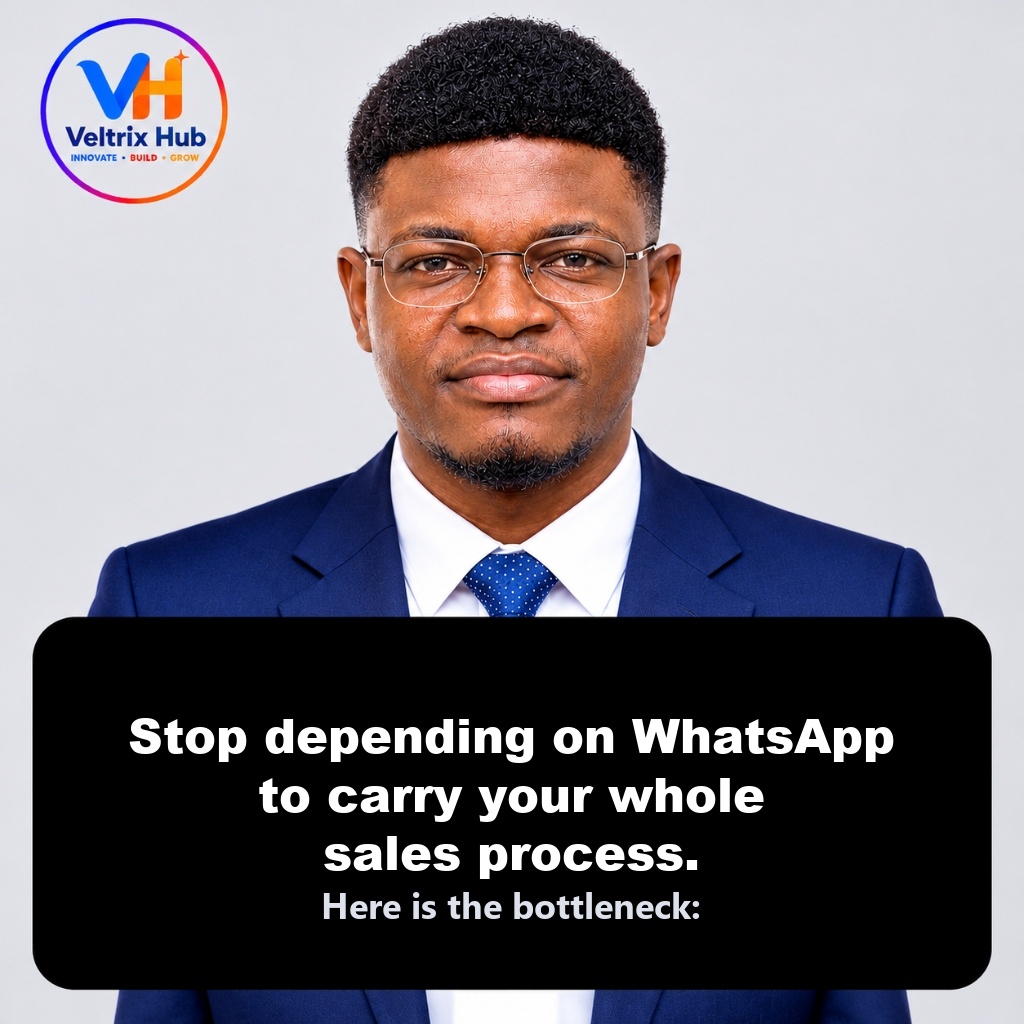 VH
Veltrix Hub
INNOVATE • BUILD • GROW
Stop depending on WhatsApp
to carry your whole
sales process.
Here is the bottleneck: